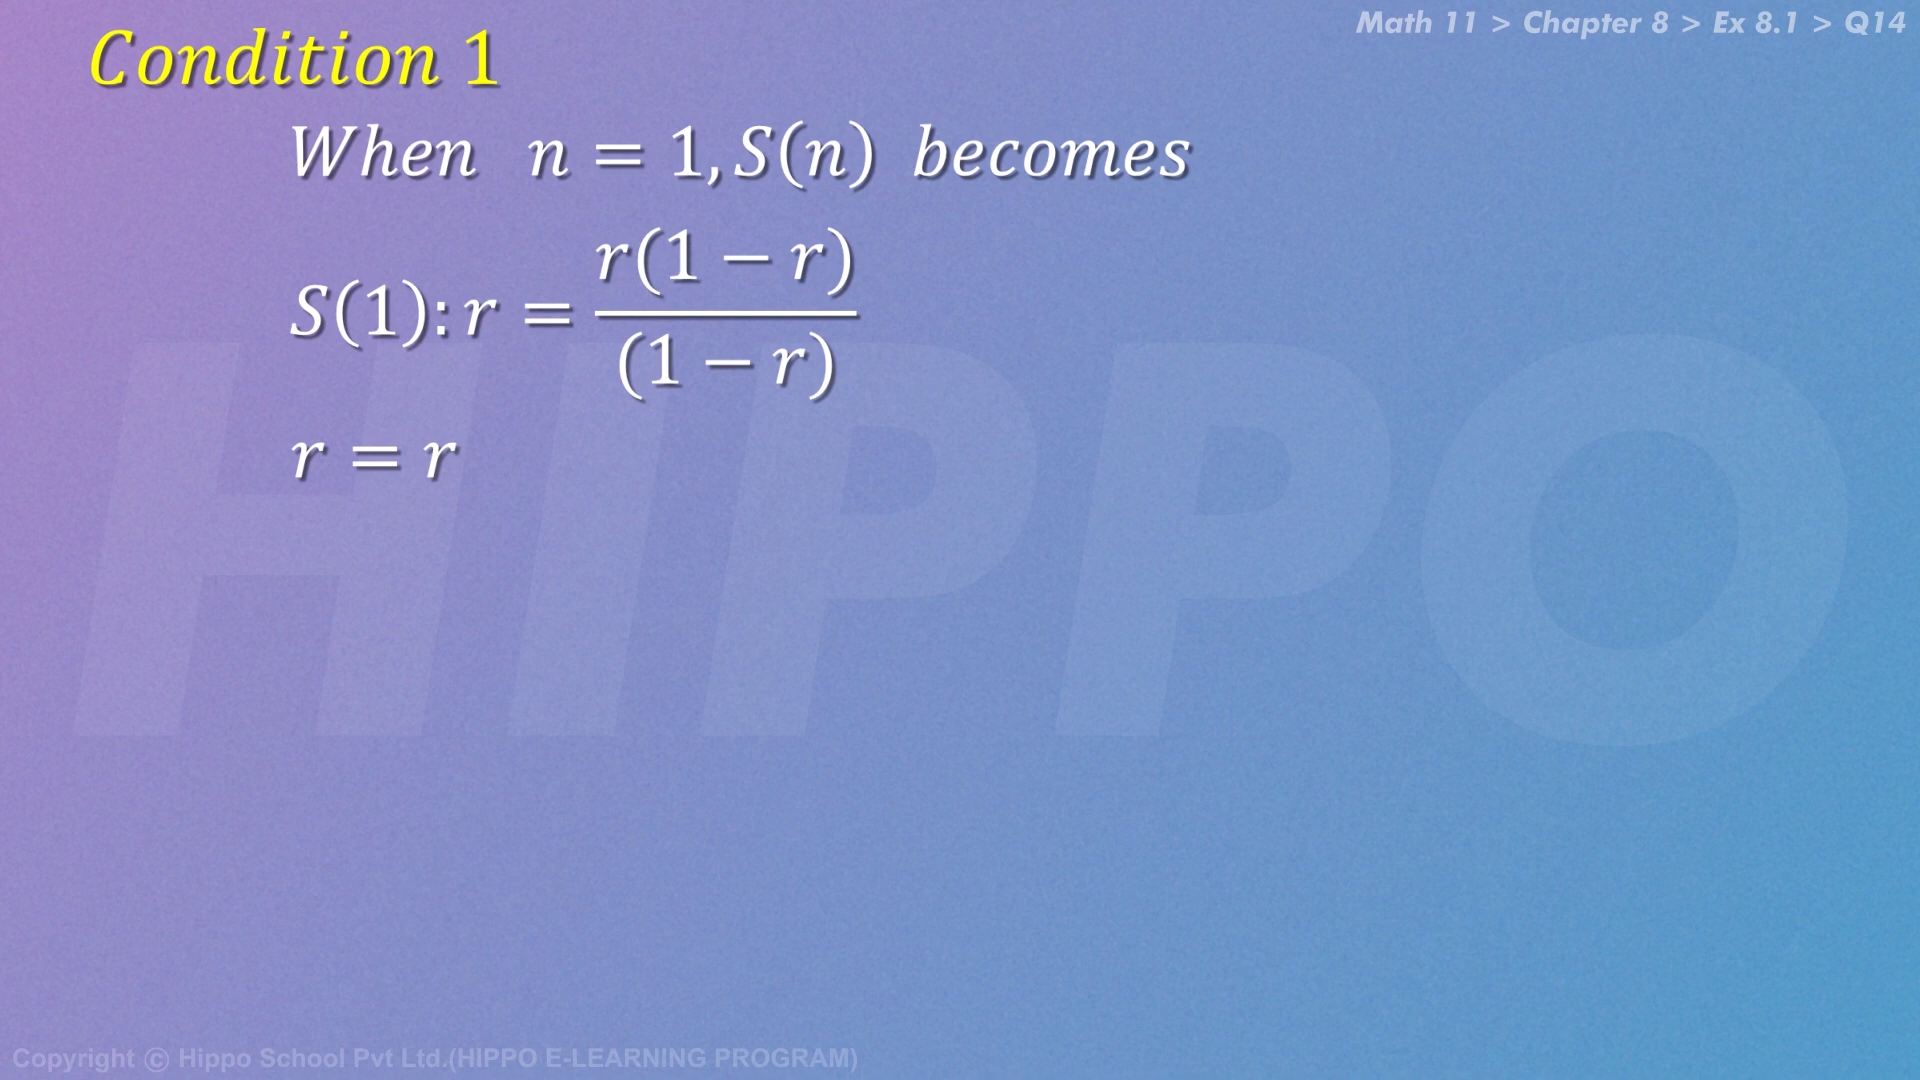 Math 11 > Chapter 8 > Ex 8.1 > Q14
Condition 1
When n = 1, S(n) becomes
S(1): r = r(1 − r) / (1 − r)
r = r
HIPPO
Copyright © Hippo School Pvt Ltd.(HIPPO E-LEARNING PROGRAM)